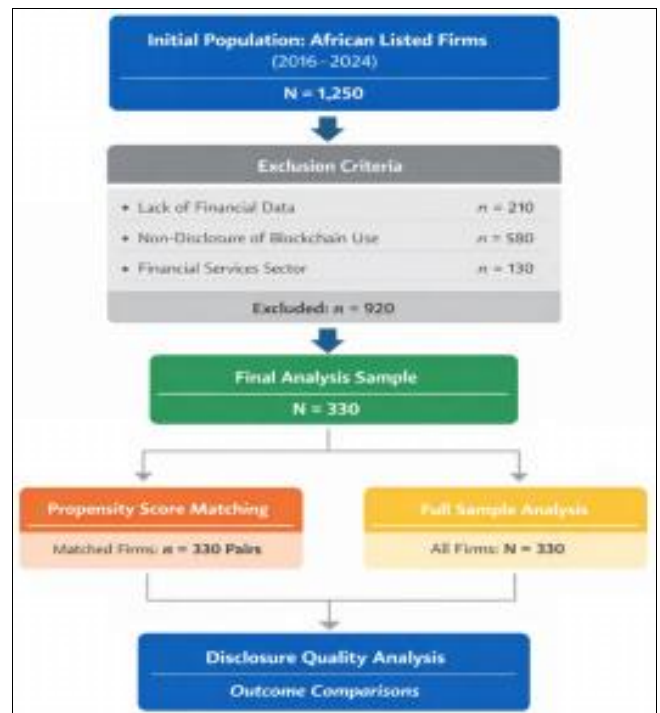 Initial Population: African Listed Firms
(2016-2024)
N = 1,250
Exclusion Criteria
• Lack of Financial Data n = 210
• Non-Disclosure of Blockchain Use n = 580
• Financial Services Sector n = 130
Excluded: n = 920
Final Analysis Sample
N = 330
Propensity Score Matching
Matched Firms: n = 330 Pairs
Full Sample Analysis
All Firms: N = 330
Disclosure Quality Analysis
Outcome Comparisons